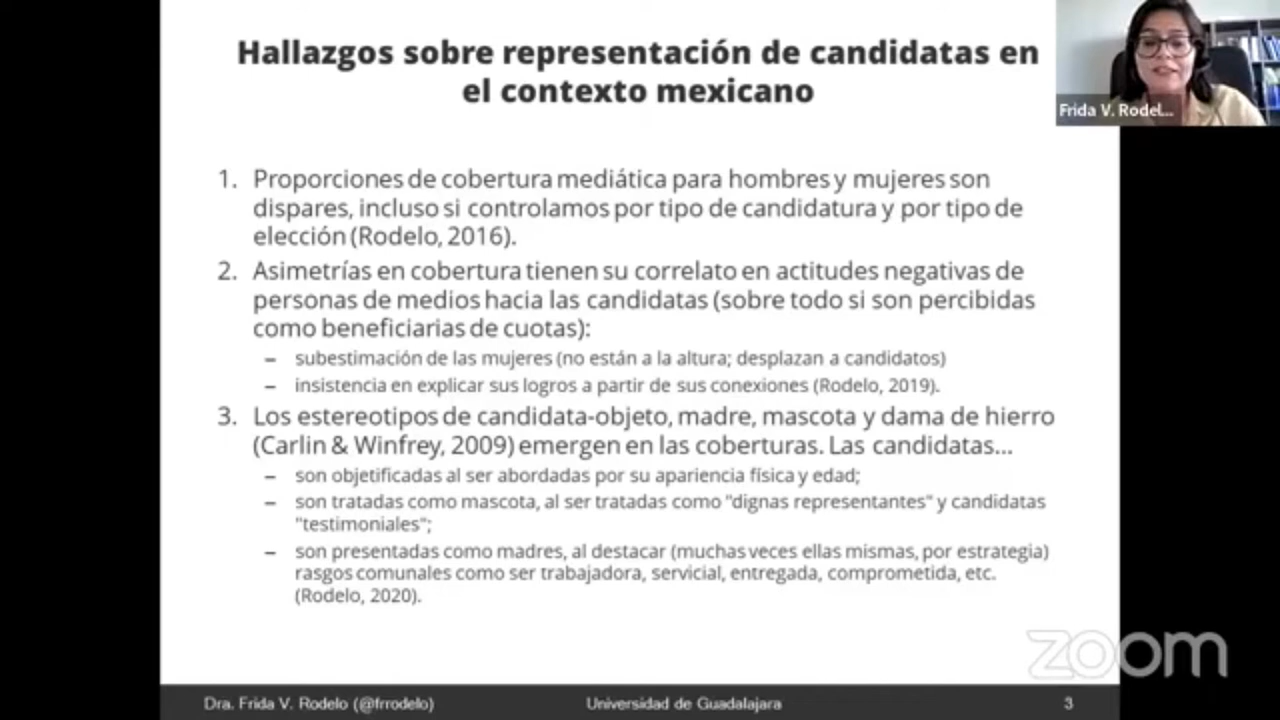 Hallazgos sobre representación de candidatas en
el contexto mexicano
Frida V. Rodel...
1. Proporciones de cobertura mediática para hombres y mujeres son
dispares, incluso si controlamos por tipo de candidatura y por tipo de
elección (Rodelo, 2016).
2. Asimetrías en cobertura tienen su correlato en actitudes negativas de
personas de medios hacia las candidatas (sobre todo si son percibidas
como beneficiarias de cuotas):
– subestimación de las mujeres (no están a la altura; desplazan a candidatos)
– insistencia en explicar sus logros a partir de sus conexiones (Rodelo, 2019).
3. Los estereotipos de candidata-objeto, madre, mascota y dama de hierro
(Carlin & Winfrey, 2009) emergen en las coberturas. Las candidatas...
– son objetificadas al ser abordadas por su apariencia física y edad;
– son tratadas como mascota, al ser tratadas como "dignas representantes" y candidatas
"testimoniales";
– son presentadas como madres, al destacar (muchas veces ellas mismas, por estrategia)
rasgos comunales como ser trabajadora, servicial, entregada, comprometida, etc.
(Rodelo, 2020).
zoom
Dra. Frida V. Rodelo (@frrodelo) Universidad de Guadalajara 3